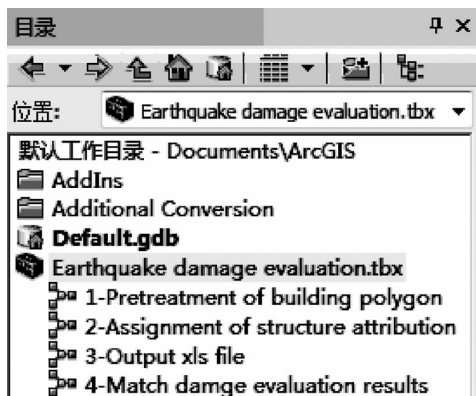 目录
位置: Earthquake damage evaluation.tbx
默认工作目录 - Documents\ArcGIS
AddIns
Additional Conversion
Default.gdb
Earthquake damage evaluation.tbx
1-Pretreatment of building polygon
2-Assignment of structure attribution
3-Output xls file
4-Match damge evaluation results